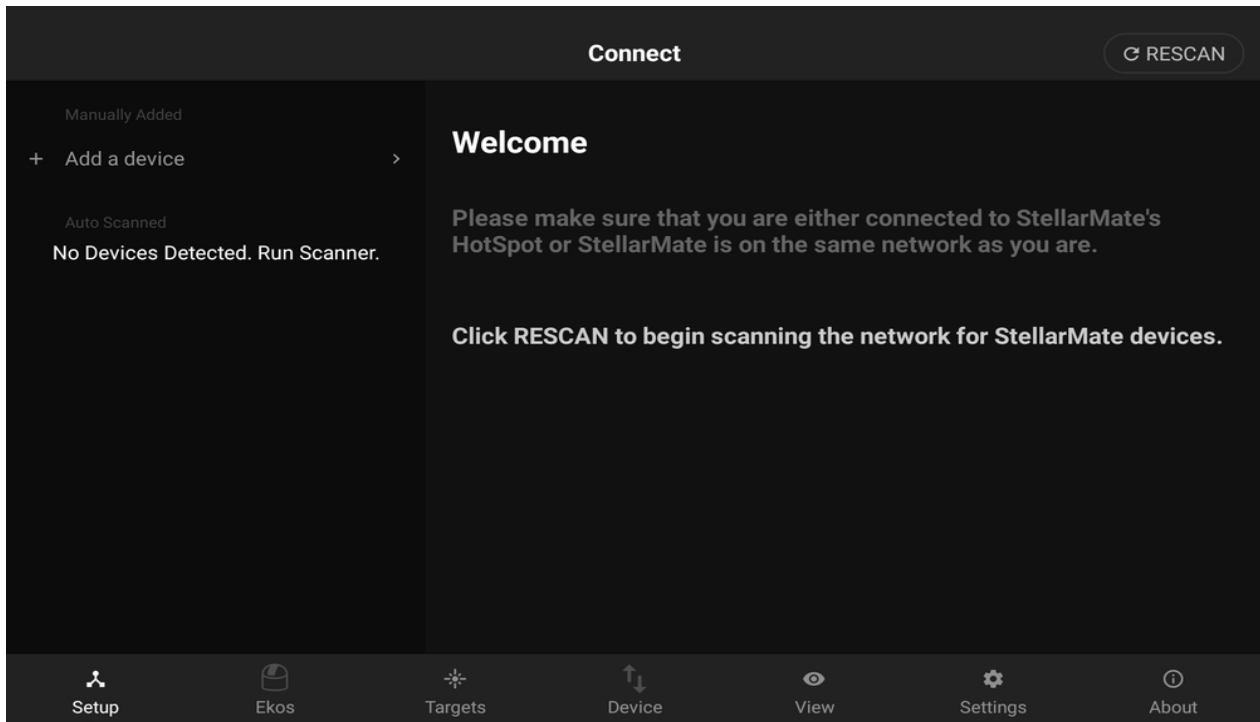 Connect
RESCAN
Manually Added
+ Add a device >
Auto Scanned
No Devices Detected. Run Scanner.
Welcome
Please make sure that you are either connected to StellarMate's
HotSpot or StellarMate is on the same network as you are.
Click RESCAN to begin scanning the network for StellarMate devices.
Setup
Ekos
Targets
Device
View
Settings
About